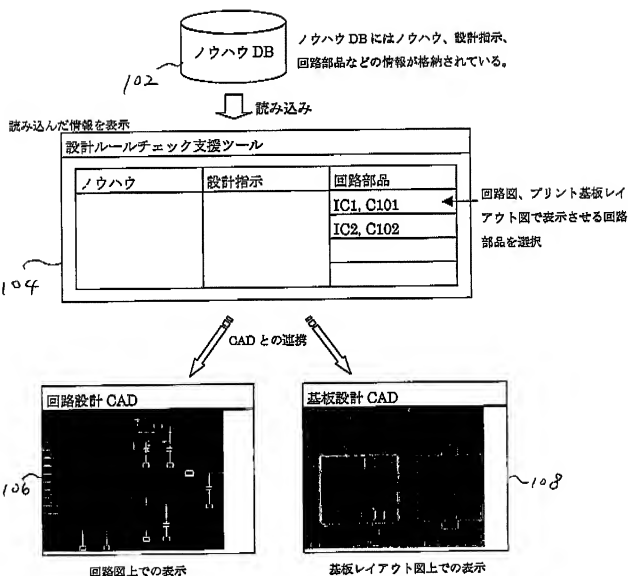 ノウハウ DB
ノウハウ DB にはノウハウ、設計指示、
回路部品などの情報が格納されている。
102
読み込み
読み込んだ情報を表示
設計ルールチェック支援ツール
ノウハウ 設計指示 回路部品
IC1, C101
IC2, C102
回路図、プリント基板レイ
アウト図で表示させる回路
部品を選択
104
CAD との連携
回路設計 CAD
基板設計 CAD
106
108
回路図上での表示
基板レイアウト図上での表示